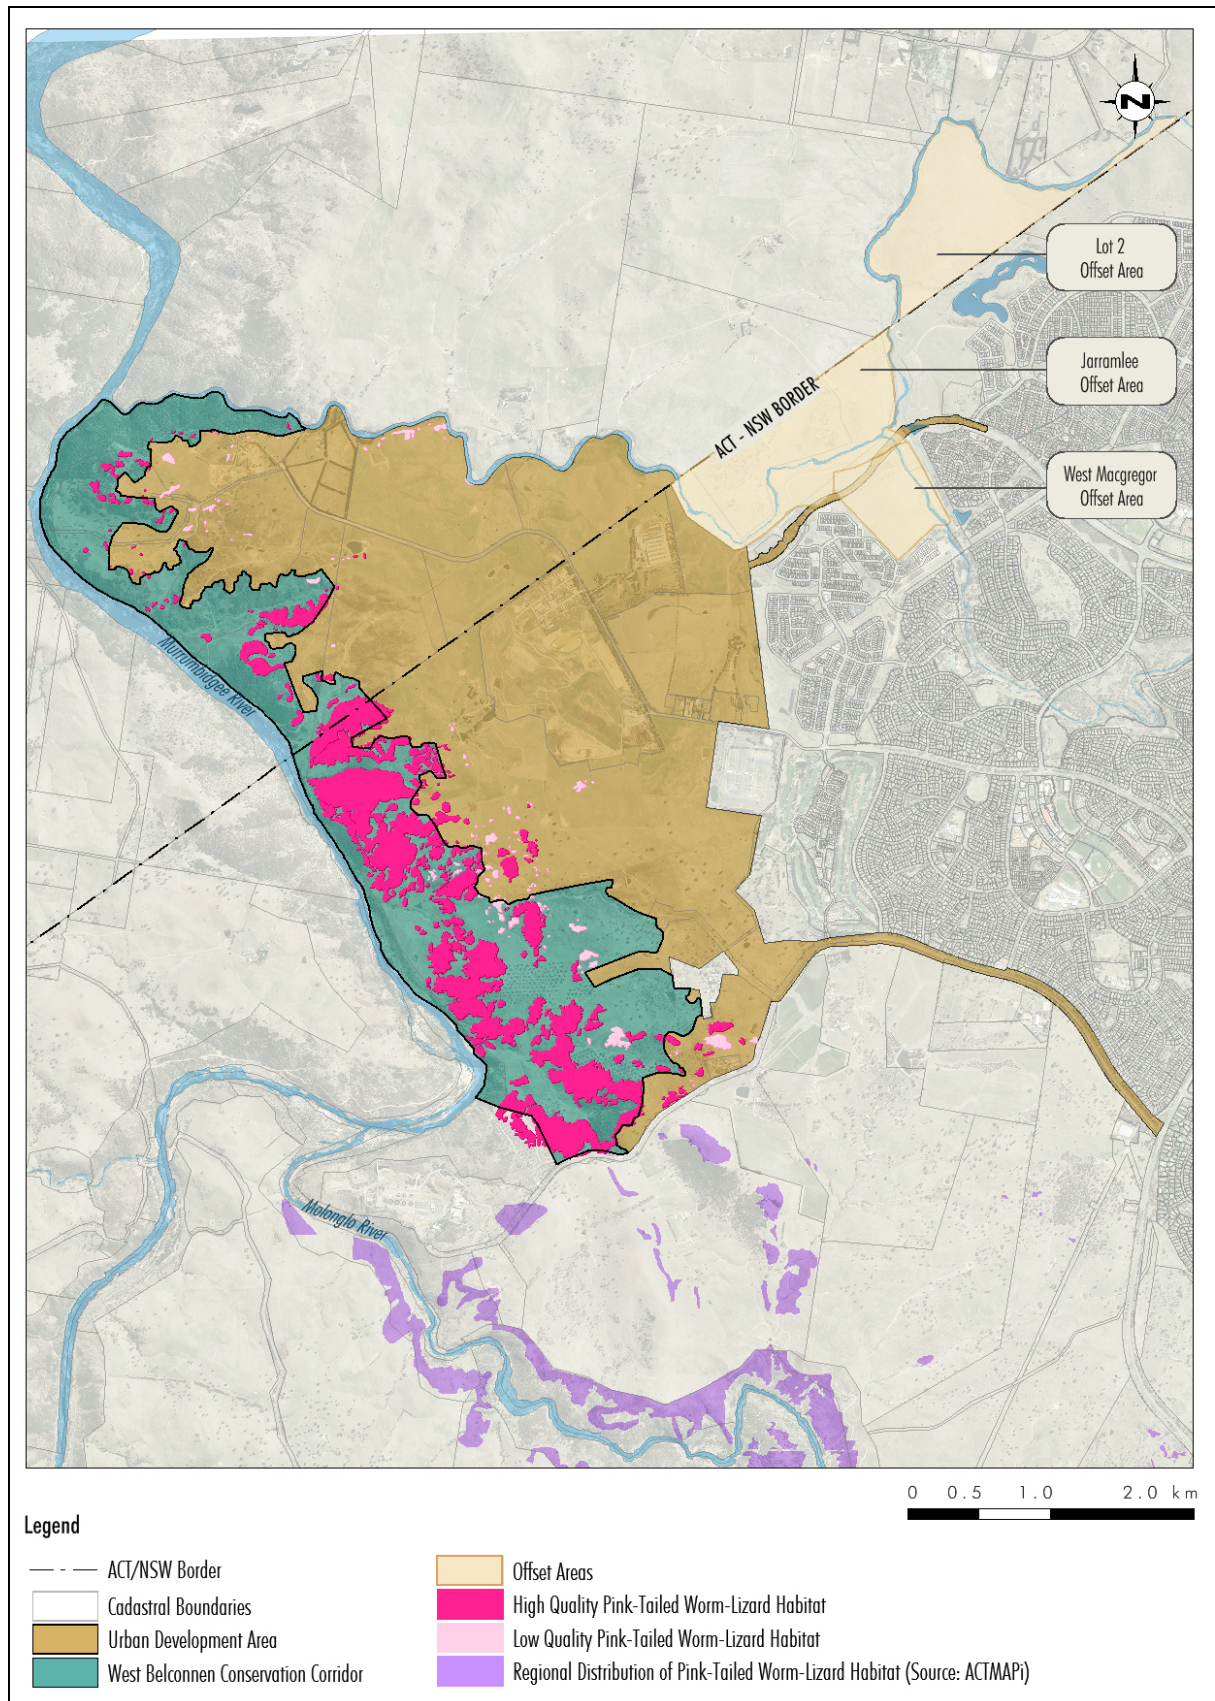 N
Lot 2
Offset Area
Jarramlee
Offset Area
ACT - NSW BORDER
West Macgregor
Offset Area
Murrumbidgee River
Molonglo River
0 0.5 1.0 2.0 km
Legend
ACT/NSW Border
Cadastral Boundaries
Urban Development Area
West Belconnen Conservation Corridor
Offset Areas
High Quality Pink-Tailed Worm-Lizard Habitat
Low Quality Pink-Tailed Worm-Lizard Habitat
Regional Distribution of Pink-Tailed Worm-Lizard Habitat (Source: ACTMAPi)